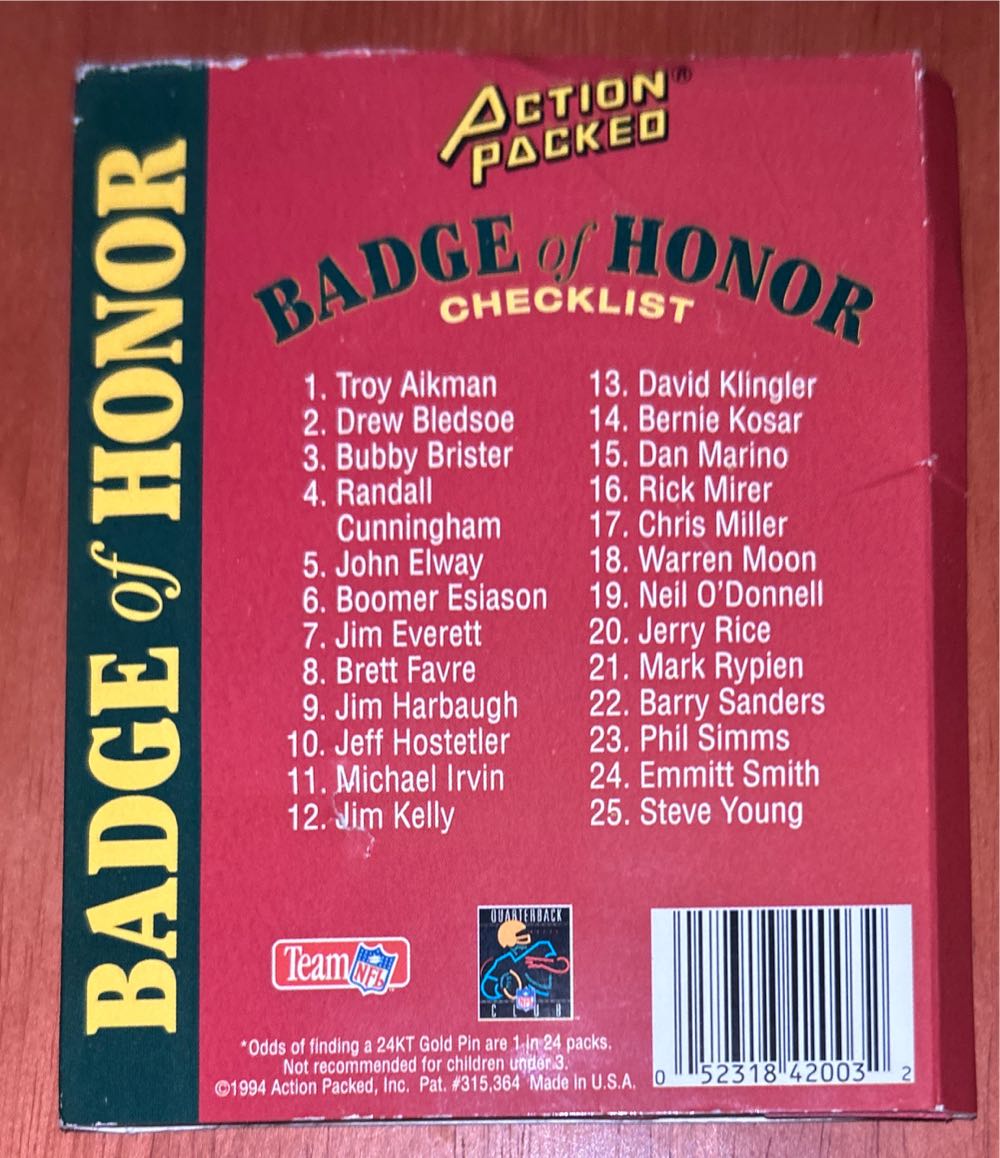 BADGE of HONOR
ACTION
PACKED®
BADGE of HONOR
CHECKLIST
1. Troy Aikman
2. Drew Bledsoe
3. Bubby Brister
4. Randall
Cunningham
5. John Elway
6. Boomer Esiason
7. Jim Everett
8. Brett Favre
9. Jim Harbaugh
10. Jeff Hostetler
11. Michael Irvin
12. Jim Kelly
13. David Klingler
14. Bernie Kosar
15. Dan Marino
16. Rick Mirer
17. Chris Miller
18. Warren Moon
19. Neil O'Donnell
20. Jerry Rice
21. Mark Rypien
22. Barry Sanders
23. Phil Simms
24. Emmitt Smith
25. Steve Young
Team NFL
QUARTERBACK
NFL
CLUB
*Odds of finding a 24KT Gold Pin are 1 in 24 packs.
Not recommended for children under 3.
©1994 Action Packed, Inc. Pat. #315,364 Made in U.S.A.
0 52318 42003 2